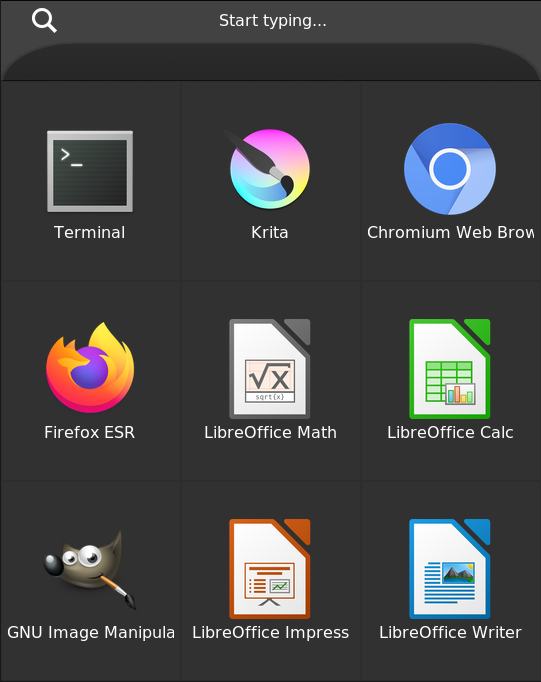 Start typing...
>_
Terminal
Krita
Chromium Web Brow
Firefox ESR
√X
sqrt{x}
LibreOffice Math
LibreOffice Calc
GNU Image Manipula
LibreOffice Impress
LibreOffice Writer